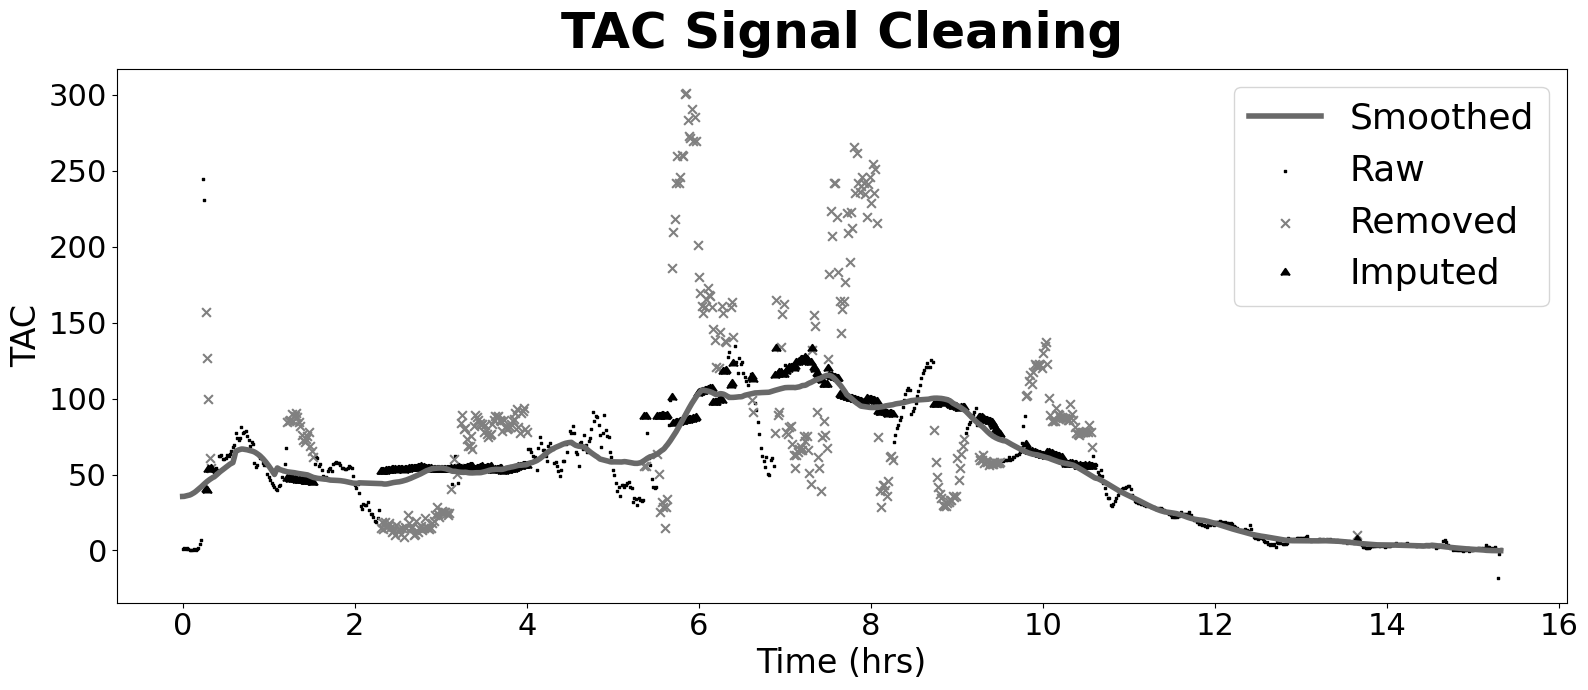 TAC Signal Cleaning
300
250
200
150
100
50
0
TAC
Smoothed
Raw
Removed
Imputed
0 2 4 6 8 10 12 14 16
Time (hrs)